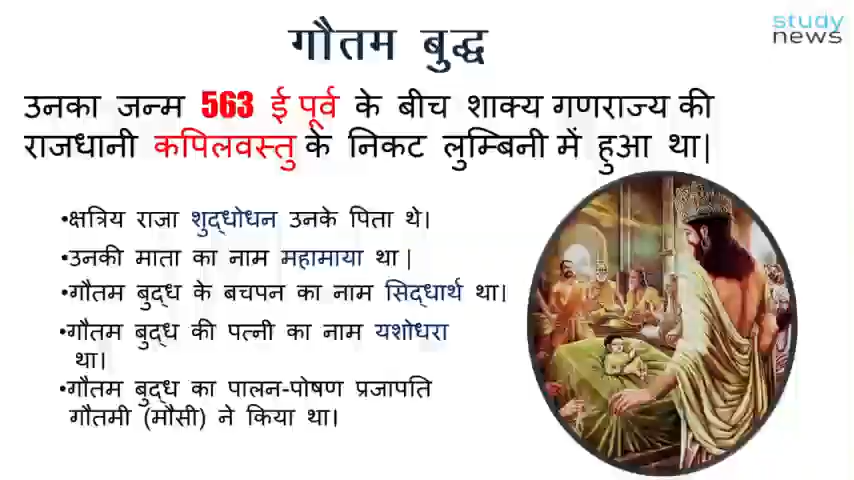 गौतम बुद्ध
study
news
उनका जन्म 563 ई पूर्व के बीच शाक्य गणराज्य की
राजधानी कपिलवस्तु के निकट लुम्बिनी में हुआ था|
•क्षत्रिय राजा शुद्धोधन उनके पिता थे।
•उनकी माता का नाम महामाया था |
•गौतम बुद्ध के बचपन का नाम सिद्धार्थ था।
•गौतम बुद्ध की पत्नी का नाम यशोधरा
था।
•गौतम बुद्ध का पालन-पोषण प्रजापति
गौतमी (मौसी) ने किया था।